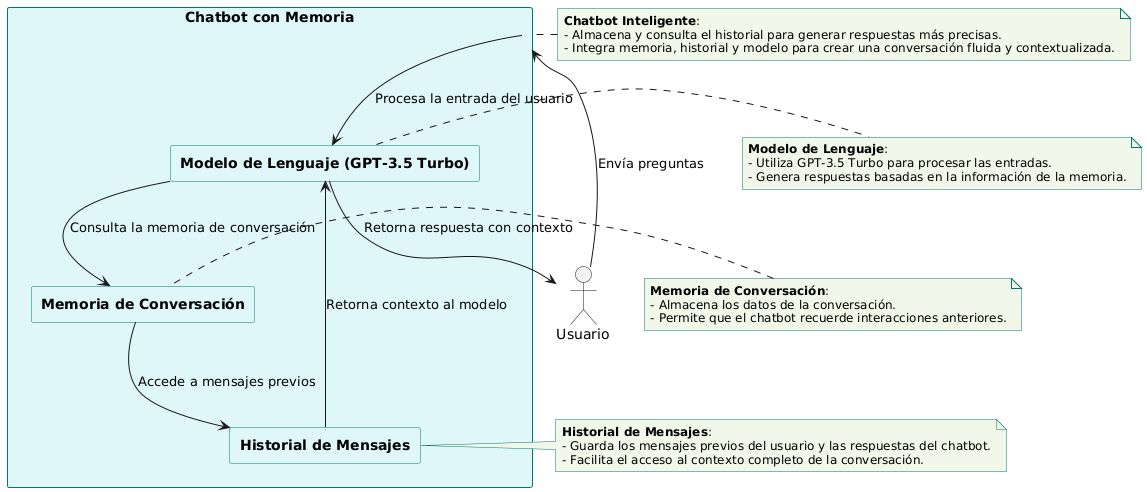 Chatbot con Memoria
Chatbot Inteligente:
- Almacena y consulta el historial para generar respuestas más precisas.
- Integra memoria, historial y modelo para crear una conversación fluida y contextualizada.
Procesa la entrada del usuario
Modelo de Lenguaje (GPT-3.5 Turbo)
Envía preguntas
Modelo de Lenguaje:
- Utiliza GPT-3.5 Turbo para procesar las entradas.
- Genera respuestas basadas en la información de la memoria.
Consulta la memoria de conversación
Retorna respuesta con contexto
Memoria de Conversación
Retorna contexto al modelo
Usuario
Memoria de Conversación:
- Almacena los datos de la conversación.
- Permite que el chatbot recuerde interacciones anteriores.
Accede a mensajes previos
Historial de Mensajes
Historial de Mensajes:
- Guarda los mensajes previos del usuario y las respuestas del chatbot.
- Facilita el acceso al contexto completo de la conversación.